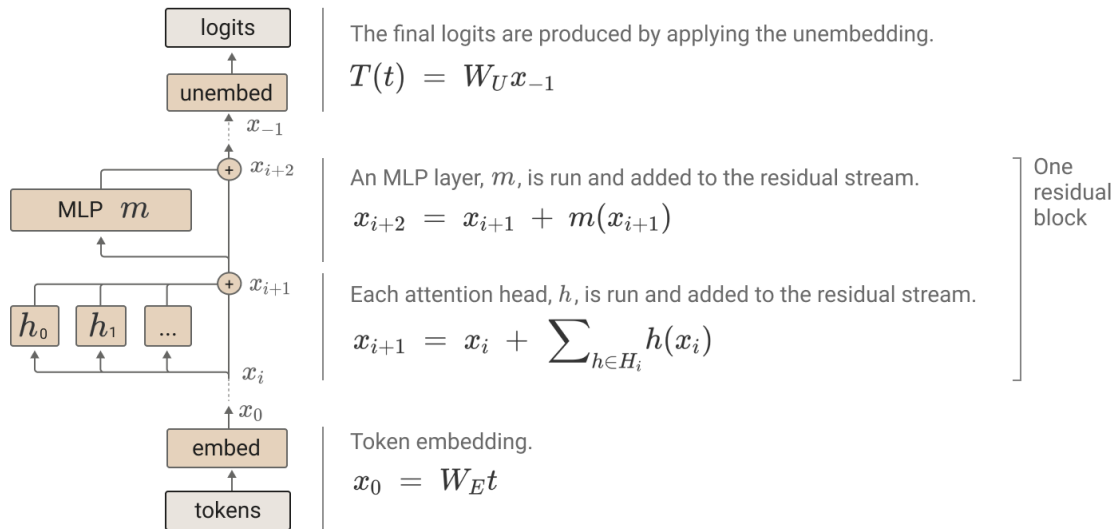 logits
The final logits are produced by applying the unembedding.
T(t) = W_U x_{-1}
unembed
x_{-1}
x_{i+2}
An MLP layer, m, is run and added to the residual stream.
MLP m
x_{i+2} = x_{i+1} + m(x_{i+1})
One
residual
block
x_{i+1}
Each attention head, h, is run and added to the residual stream.
h_0 h_1 ...
x_{i+1} = x_i + ∑_{h∈H_i} h(x_i)
x_i
x_0
embed
Token embedding.
x_0 = W_E t
tokens